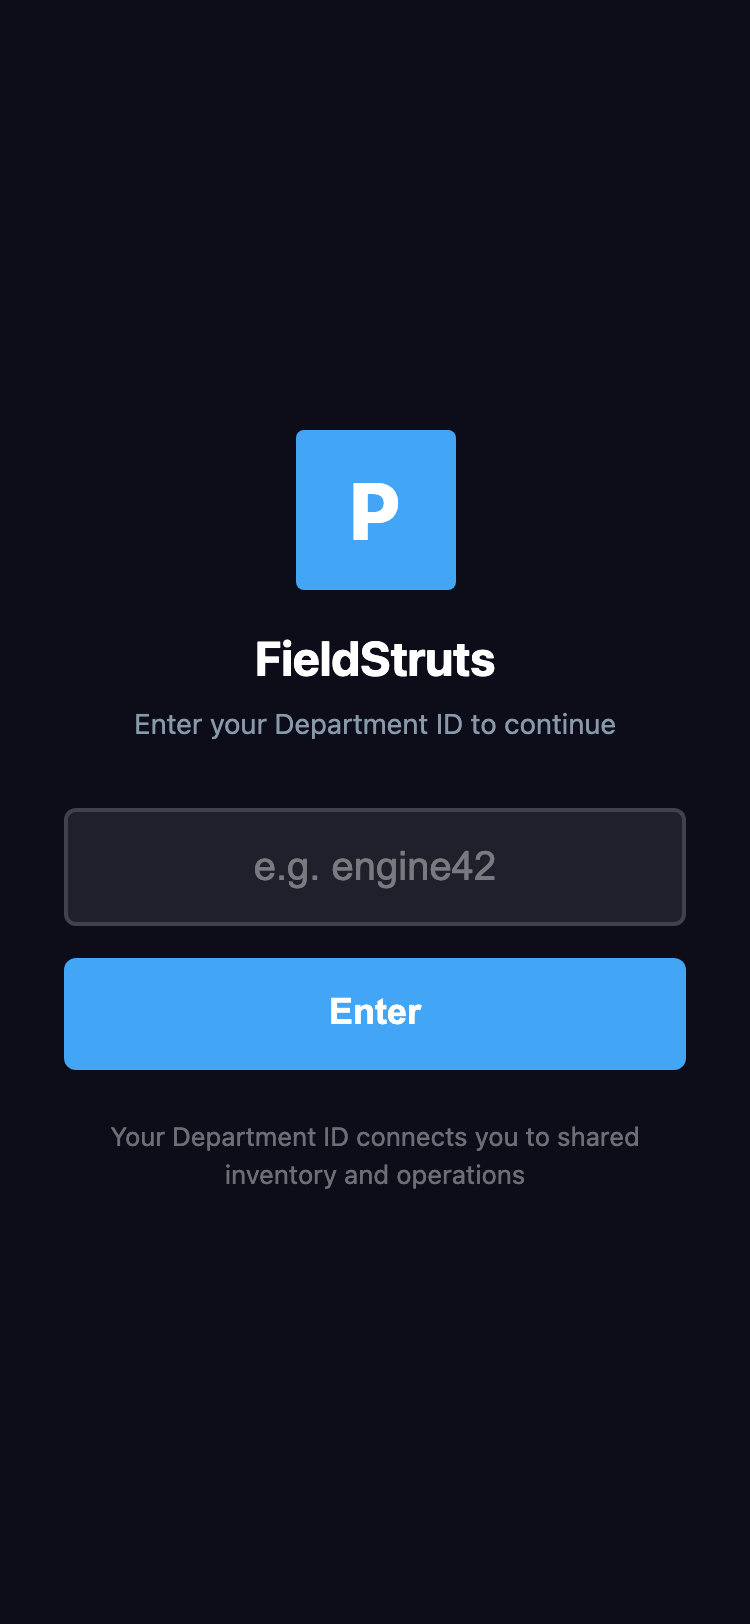 P
FieldStruts
Enter your Department ID to continue
e.g. engine42
Enter
Your Department ID connects you to shared
inventory and operations